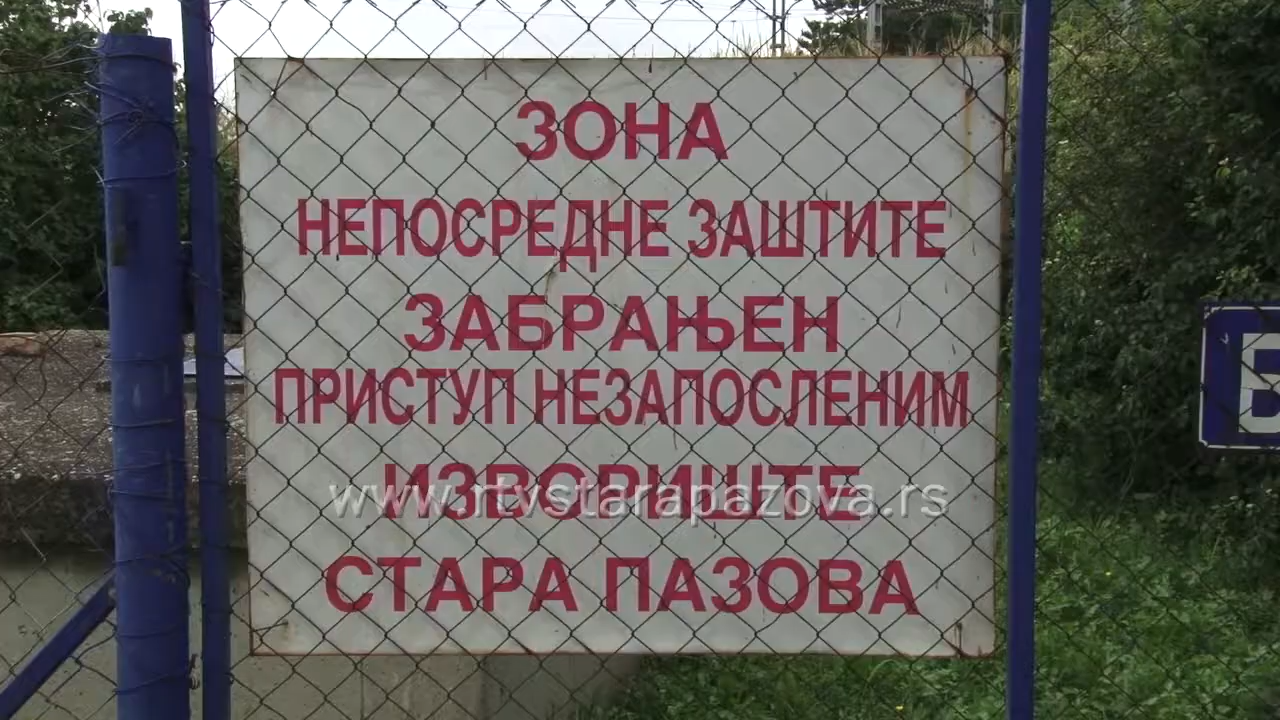 ЗОНА
НЕПОСРЕДНЕ ЗАШТИТЕ
ЗАБРАЊЕН
ПРИСТУП НЕЗАПОСЛЕНИМ
ИЗВОРИШТЕ
www.rtvstarapazova.rs
СТАРА ПАЗОВА